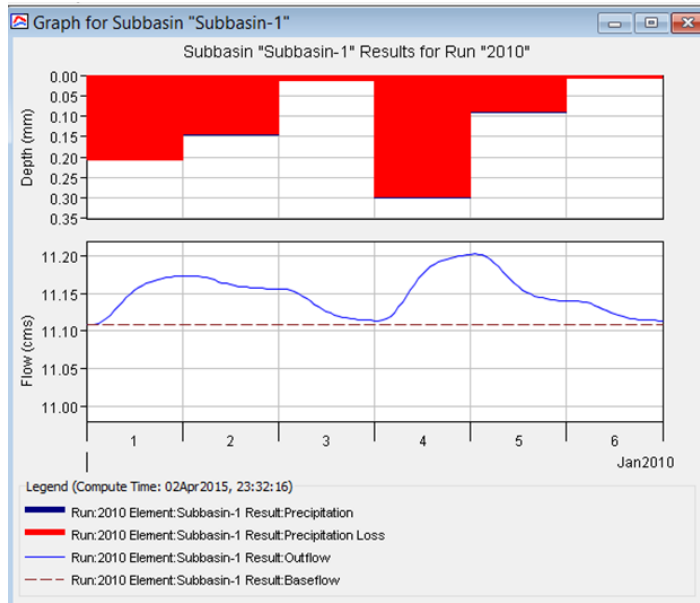 Graph for Subbasin "Subbasin-1"
Subbasin "Subbasin-1" Results for Run "2010"
Depth (mm)
0.00
0.05
0.10
0.15
0.20
0.25
0.30
0.35
Flow (cms)
11.20
11.15
11.10
11.05
11.00
1 2 3 4 5 6
Jan2010
Legend (Compute Time: 02Apr2015, 23:32:16)
Run:2010 Element:Subbasin-1 Result:Precipitation
Run:2010 Element:Subbasin-1 Result:Precipitation Loss
Run:2010 Element:Subbasin-1 Result:Outflow
Run:2010 Element:Subbasin-1 Result:Baseflow